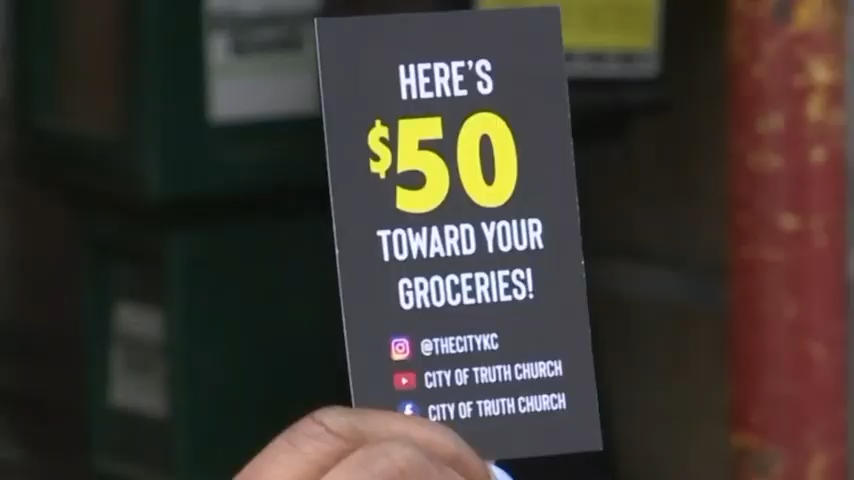 HERE'S
$50
TOWARD YOUR
GROCERIES!
@THECITYKC
CITY OF TRUTH CHURCH
CITY OF TRUTH CHURCH